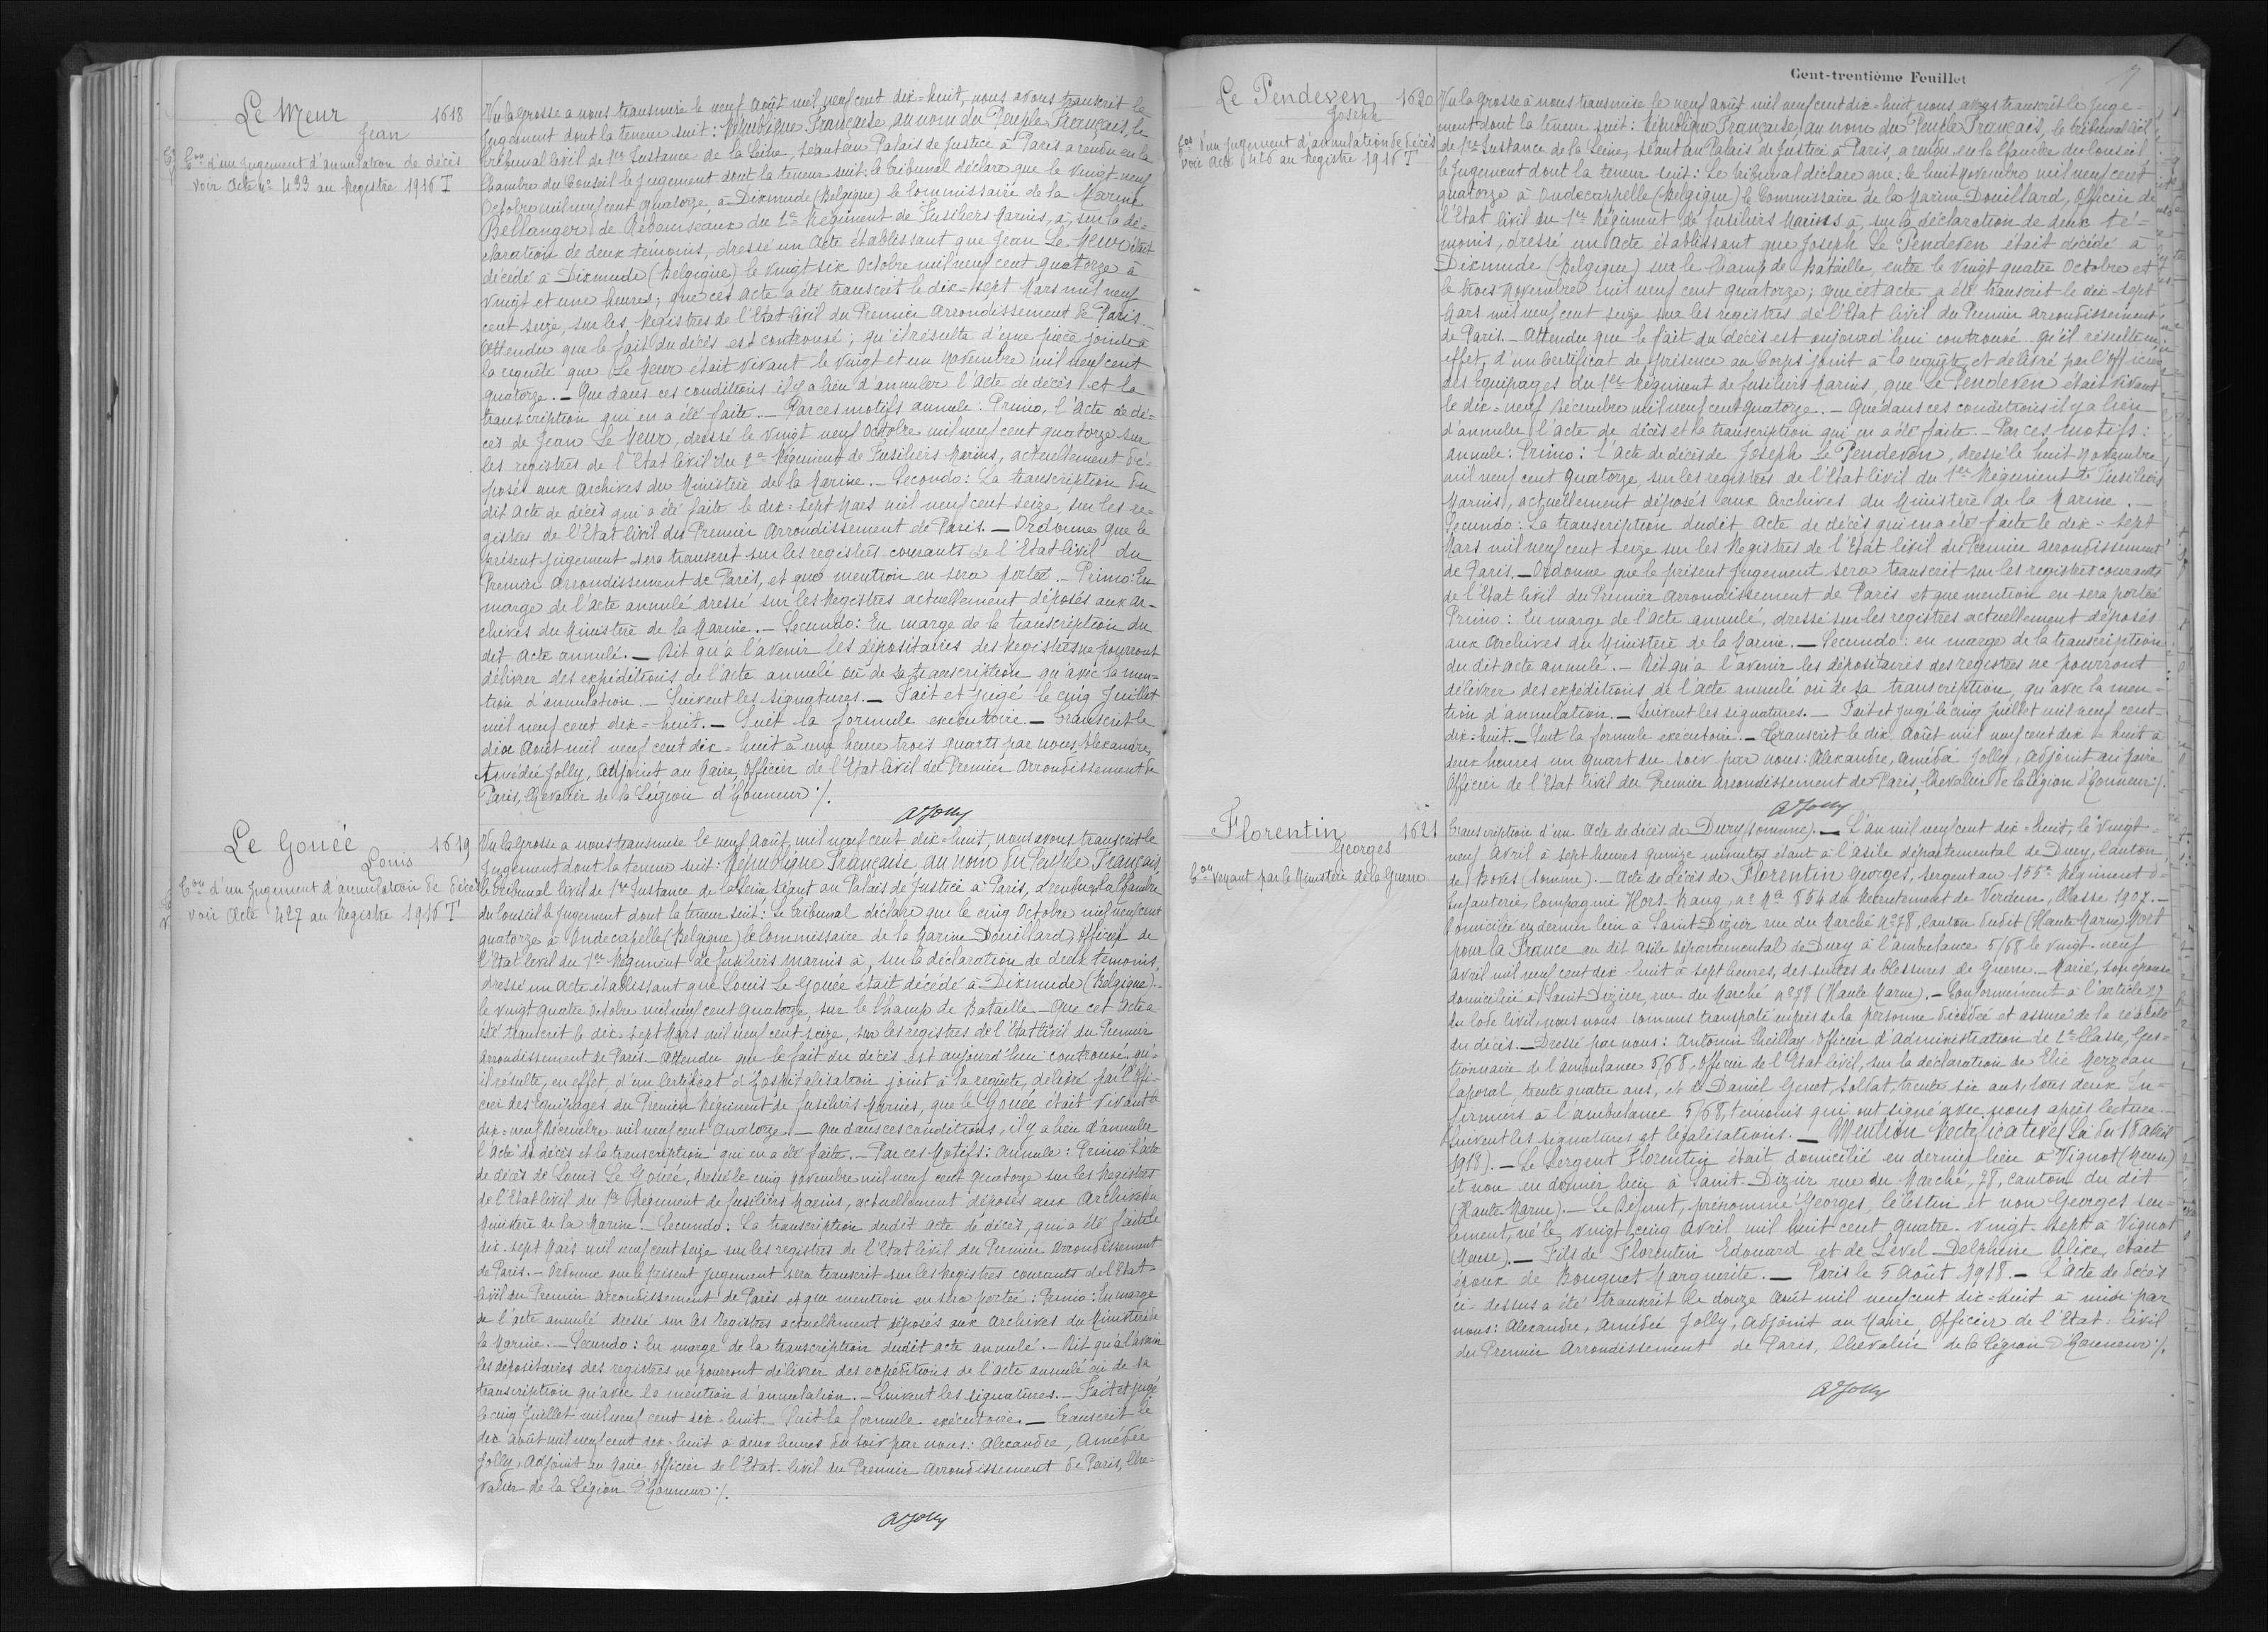 Le Meur 1618
Jean
Con d'un jugement d'annulation de décès
voir Acte n° 433 au Registre 1916 T
Vu la grosse a nous transmise le neuf Août mil neuf cent dix=huit, nous avons transcrit le
Jugement dont la teneur suit: République Française, au nom du Peuple Français, le
Tribunal Civil de 1re Instance de la Seine, séant au Palais de Justice à Paris a rendu en la
Chambre du Conseil le Jugement dont la teneur suit: le Tribunal déclare que le vingt-neuf
Octobre mil neuf cent quatorze, à Dixmude (Belgique) le Commissaire de la Marine
Bellanger de Rebourseaux du 2e Régiment de Fusiliers Marins, a, sur la dé-
claration de deux témoins, dressé un acte établissant que Jean Le Meur était
décédé à Dixmude (Belgique) le vingt six Octobre mil neuf cent quatorze à
vingt et une heures; que cet acte a été transcrit le dix=sept Mars mil neuf
cent seize, sur les Registres de l'Etat Civil du Premier Arrondissement de Paris._
Attendu que le fait du décès est controuvé; qu'il résulte d'une pièce jointe à
la requête que Le Meur était vivant le vingt et un Novembre mil neuf cent
quatorze._ Que dans ces conditions il y a lieu d'annuler l'acte de décès et la
transcription qui en a été faite._ Par ces motifs annule: Primo, l'acte de dé=
cès de Jean Le Meur, dressé le vingt neuf Octobre mil neuf cent quatorze sur
les registres de l'Etat Civil du 2e Régiment de Fusiliers Marins, actuellement dé=
posés aux Archives du Ministère de la Marine._ Secondo: La transcription du
dit acte de décès qui a été faite le dix=sept Mars mil neuf cent seize, sur les re=
gistres de l'Etat Civil du Premier Arrondissement de Paris._ Ordonne que le
présent Jugement sera transcrit sur les registres courants de l'Etat Civil du
Premier Arrondissement de Paris, et que mention en sera portée._ Primo: En
marge de l'acte annulé dressé sur les Registres actuellement déposés aux Ar-
chives du Ministère de la Marine._ Secundo: En marge de la transcription du
dit acte annulé._ Dit qu'à l'avenir les dépositaires des Registres ne pourront
délivrer des expéditions de l'acte annulé ou de sa transcription qu'avec la men=
tion d'annulation._ Suivent les signatures._ Fait et jugé le cinq Juillet
mil neuf cent dix=huit._ Suit la formule exécutoire._ Transcrit le
dix Août mil neuf cent dix=huit à une heure trois quarts par nous, Alexandre,
Amédée Jolly, Adjoint au Maire, Officier de l'Etat Civil du Premier Arrondissement de
Paris, Chevalier de la Légion d'Honneur./.
AJolly
Le Gouée 1619
Louis
Con d'un jugement d'annulation de décès
voir Acte 427 au Registre 1916 T
Vu la grosse a nous transmise le neuf Août mil neuf cent dix=huit, nous avons transcrit le
Jugement dont la teneur suit: République Française, au nom du Peuple Français,
le Tribunal Civil de 1re Instance de la Seine séant au Palais de Justice à Paris, a rendu en la Chambre
du Conseil le Jugement dont la teneur suit: Le Tribunal déclare que le cinq Octobre mil neuf cent
quatorze à Ondecapelle (Belgique) le Commissaire de la Marine Douillard, Officier de
l'Etat Civil du 1er Régiment de Fusiliers Marins à, sur la déclaration de deux témoins,
dressé un acte établissant que Louis Le Gouée était décédé à Dixmude (Belgique)._
le vingt quatre Octobre mil neuf cent quatorze, sur le Champ de Bataille._ Que cet acte a
été transcrit le dix sept Mars mil neuf cent seize, sur les registres de l'Etat Civil du Premier
Arrondissement de Paris._ Attendu que le fait du décès est aujourd'hui controuvé, qu'
il résulte, en effet, d'un Certificat d'hospitalisation joint à la requête, délivré par l'Offi-
cier des Equipages du Premier Régiment de Fusiliers Marins, que le Gouée était vivant le
dix=neuf Décembre mil neuf cent quatorze._ que dans ces conditions, il y a lieu d'annuler
l'acte de décès et la transcription qui en a été faite._ Par ces Motifs: Annule: Primo l'acte
de décès de Louis Le Gouée, dressé le cinq Novembre mil neuf cent quatorze sur les Registres
de l'Etat Civil du 1er Régiment de Fusiliers Marins, actuellement déposés aux Archives du
Ministère de la Marine._ Secundo: La transcription dudit acte de décès, qui a été faite le
dix-sept Mars mil neuf cent seize sur les registres de l'Etat Civil du Premier Arrondissement
de Paris._ Ordonne que le présent Jugement sera transcrit sur les Registres courants de l'Etat-
Civil du Premier Arrondissement de Paris et que mention en sera portée: Primo: En marge
de l'acte annulé dressé sur les Registres actuellement déposés aux Archives du Ministère de
la Marine._ Secundo: En marge de la transcription dudit acte annulé._ Dit qu'à l'avenir
les dépositaires des registres ne pourront délivrer des expéditions de l'acte annulé ou de sa
transcription qu'avec la mention d'annulation._ Suivent les signatures._ Fait et jugé
le cinq Juillet mil neuf cent dix-huit._ Suit la formule exécutoire._ Transcrit le
dix août mil neuf cent dix-huit à deux heures du soir par nous: Alexandre, Amédée
Jolly, Adjoint au Maire Officier de l'Etat-Civil du Premier Arrondissement de Paris, Che=
valier de la Légion d'Honneur./.
AJolly
Cent-trentième Feuillet
Le Pendeven 1620
Joseph
Con d'un jugement d'annulation de décès
voir acte 426 au Registre 1916 T
Vu la Grosse à nous transmise le neuf août mil neuf cent dix=huit, nous, avons transcrit le Juge=
ment dont la teneur suit: République Française, au nom du Peuple Français, le Tribunal Civil
de 1re Instance de la Seine, séant au Palais de Justice à Paris, a rendu en la Chambre du Conseil
le Jugement dont la teneur suit: Le Tribunal déclare que: le huit Novembre mil neuf cent
quatorze à Ondecappelle (Belgique) le Commissaire de la Marine Douillard, Officier de
l'Etat Civil du 1er Régiment de Fusiliers Marins à, sur la déclaration de deux té=
moins, dressé un acte établissant que Joseph Le Pendeven était décédé à
Dixmude (Belgique) sur le Champ de Bataille, entre le vingt quatre Octobre et
le trois Novembre mil neuf cent quatorze; que cet acte a été transcrit le dix sept
Mars mil neuf cent seize sur les registres de l'Etat Civil du Premier Arrondissement
de Paris._ Attendu que le fait du décès est aujourd'hui controuvé qu'il résulte en
effet, d'un Certificat de présence au Corps joint à la requête et délivré par l'Officier
des Equipages du 1er Régiment de Fusiliers Marins, que Le Pendeven était vivant
le dix=neuf Décembre mil neuf cent quatorze._ Que dans ces conditions il y a lieu
d'annuler l'acte de décès et la transcription qui en a été faite._ Par ces motifs:
annule: Primo: l'acte de décès de Joseph Le Pendeven, dressé le huit Novembre
mil neuf cent quatorze, sur les registres de l'Etat Civil du 1er Régiment de Fusiliers
Marins, actuellement déposés aux Archives du Ministère de la Marine._
Secundo: La transcription dudit acte de décès qui en a été faite le dix=sept
Mars mil neuf cent seize sur les Registres de l'Etat Civil du Premier Arrondissement
de Paris._ Ordonne que le présent Jugement sera transcrit sur les registres courants
de l'Etat Civil du Premier Arrondissement de Paris et que mention en sera portée
Primo: En marge de l'acte annulé, dressé sur les registres actuellement déposés
aux Archives du Ministère de la Marine._ Secundo: en marge de la transcription
du dit acte annulé._ Dit qu'à l'avenir les dépositaires des registres ne pourront
délivrer des expéditions de l'acte annulé ou de sa transcription, qu'avec la men=
tion d'annulation._ Suivent les signatures._ Fait et jugé le cinq Juillet mil neuf cent
dix-huit._ Suit la formule exécutoire._ Transcrit le dix Août mil neuf cent dix=huit à
deux heures un quart du soir par nous: Alexandre, Amédée Jolly, Adjoint au Maire
Officier de l'Etat Civil du Premier Arrondissement de Paris, Chevalier de la Légion d'Honneur./.
AJolly
Florentin 1621
Georges
Con venant par le Ministère de la Guerre
Transcription d'un Acte de décès de Dury (Somme)._ L'an mil neuf cent dix=huit, le vingt=
neuf Avril à sept heures quinze minutes étant à l'asile départemental de Dury, Canton
de Boves (Somme)._ Acte de décès de Florentin Georges, sergent au 155e Régiment d'
Infanterie, Compagnie Hors-Rang, n° Mle 854 du Recrutement de Verdun, Classe 1907._
Domicilié en dernier lieu à Saint-Dizier rue du Marché N°78, Canton dudit (Haute Marne) Mort
pour la France au dit asile départemental de Dury à l'ambulance 5/68 le vingt-neuf
avril mil neuf cent dix huit à sept heures, des suites de blessures de Guerre._ Marié, son épouse
domiciliée à Saint Dizier, rue du Marché n°78 (Haute Marne)._ Conformément à l'article 77
du Code Civil, nous nous sommes transporté auprès de la personne décédée et assuré de la réalité
du décès._ Dressé par nous: Antonin Theillay Officier d'administration de 2e Classe, Ges=
tionnaire de l'ambulance 5/68, Officier de l'Etat Civil, sur la déclaration de Elie Merzeau
Caporal, trente quatre ans, et de Daniel Genet, soldat, trente six ans, tous deux In=
firmiers à l'ambulance 5/68, témoins qui ont signé avec nous après lecture._
Suivent les signatures et légalisations._ Mention Rectificative (Loi du 18 avril
1918)._ Le Sergent Florentin était domicilié en dernier lieu à Vignot (Meuse)
et non en dernier lieu à Saint-Dizier rue du Marché, 78, canton du dit
(Haute Marne)._ Le Défunt, prénommé Georges, Célestin et non Georges seu=
lement, né le vingt cinq Avril mil huit cent quatre-vingt-sept à Vignot
(Meuse)._ Fils de Florentin Edouard et de Level Delphine Alice, était
époux de Bouquet Marguerite._ Paris le 5 Août 1918._ L'Acte de décès
ci-dessus a été transcrit le douze Août mil neuf cent dix=huit à midi par
nous: Alexandre, Amédée Jolly, Adjoint au Maire Officier de l'Etat-Civil
du Premier Arrondissement de Paris, Chevalier de la Légion d'Honneur./.
AJolly